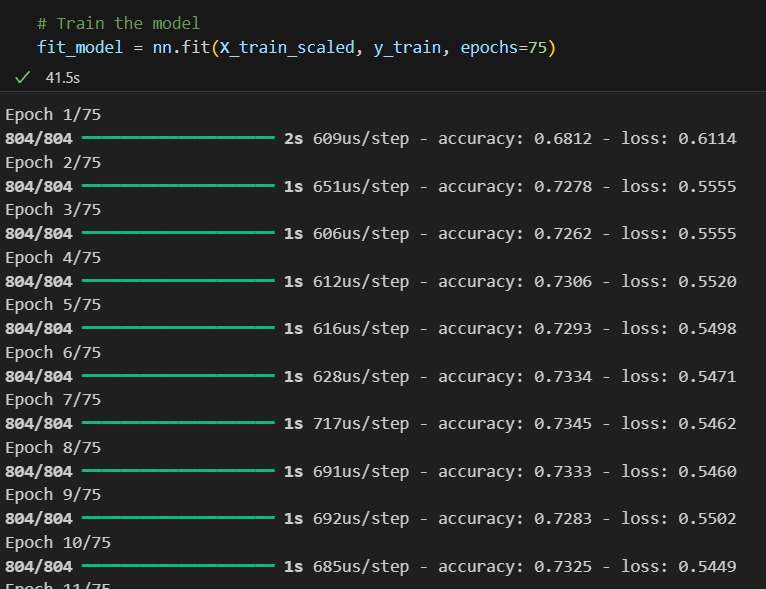 # Train the model
fit_model = nn.fit(X_train_scaled, y_train, epochs=75)
✓ 41.5s
Epoch 1/75
804/804 ━━━━━━━━━━━━━━━━━━━━ 2s 609us/step - accuracy: 0.6812 - loss: 0.6114
Epoch 2/75
804/804 ━━━━━━━━━━━━━━━━━━━━ 1s 651us/step - accuracy: 0.7278 - loss: 0.5555
Epoch 3/75
804/804 ━━━━━━━━━━━━━━━━━━━━ 1s 606us/step - accuracy: 0.7262 - loss: 0.5555
Epoch 4/75
804/804 ━━━━━━━━━━━━━━━━━━━━ 1s 612us/step - accuracy: 0.7306 - loss: 0.5520
Epoch 5/75
804/804 ━━━━━━━━━━━━━━━━━━━━ 1s 616us/step - accuracy: 0.7293 - loss: 0.5498
Epoch 6/75
804/804 ━━━━━━━━━━━━━━━━━━━━ 1s 628us/step - accuracy: 0.7334 - loss: 0.5471
Epoch 7/75
804/804 ━━━━━━━━━━━━━━━━━━━━ 1s 717us/step - accuracy: 0.7345 - loss: 0.5462
Epoch 8/75
804/804 ━━━━━━━━━━━━━━━━━━━━ 1s 691us/step - accuracy: 0.7333 - loss: 0.5460
Epoch 9/75
804/804 ━━━━━━━━━━━━━━━━━━━━ 1s 692us/step - accuracy: 0.7283 - loss: 0.5502
Epoch 10/75
804/804 ━━━━━━━━━━━━━━━━━━━━ 1s 685us/step - accuracy: 0.7325 - loss: 0.5449
Epoch 11/75